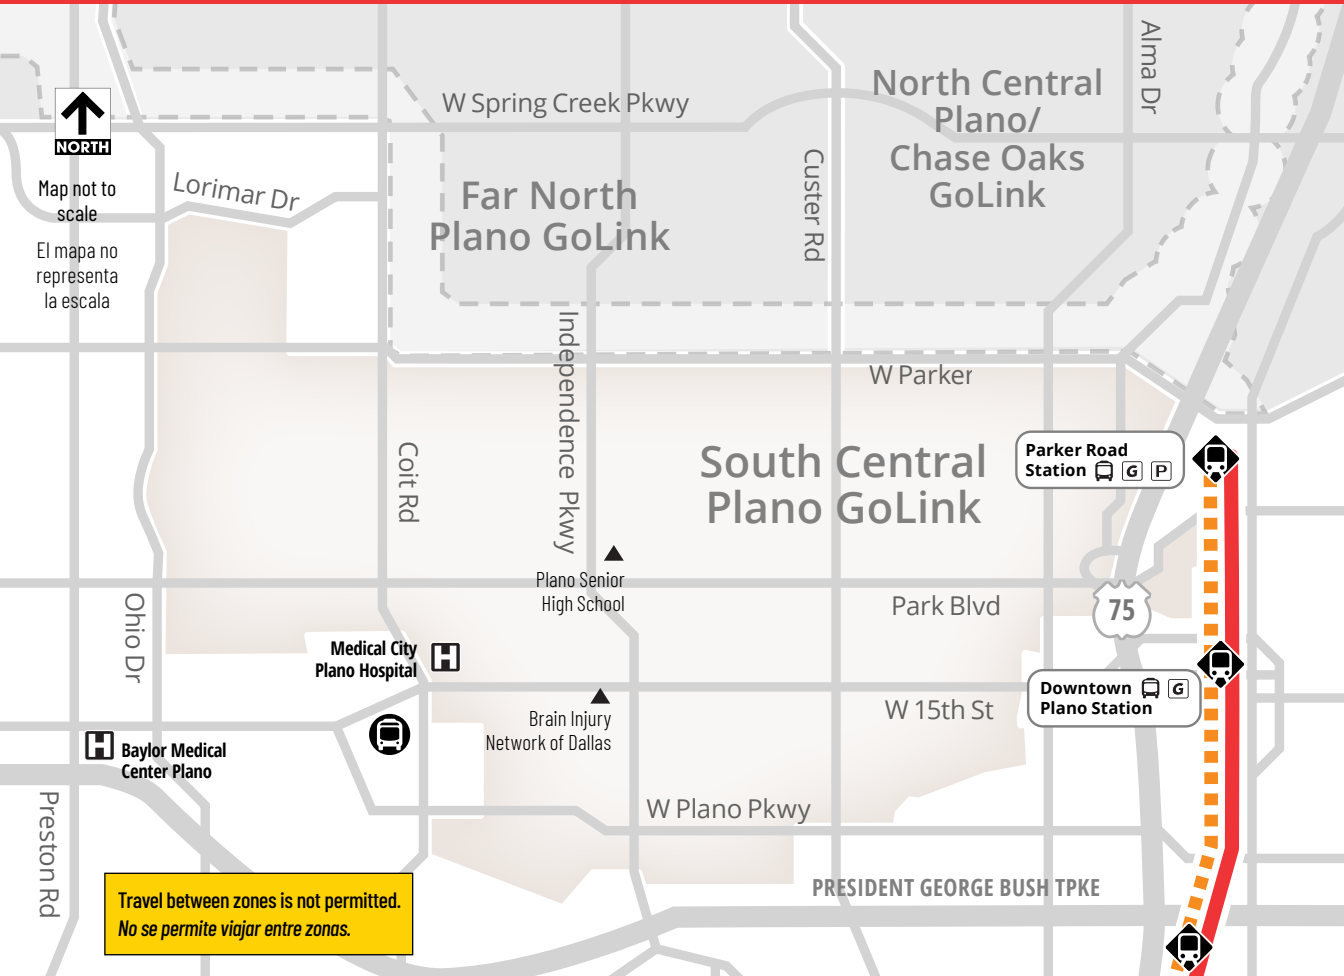 Alma Dr
North Central
Plano/
Chase Oaks
GoLink
W Spring Creek Pkwy
NORTH
Map not to
scale
El mapa no
representa
la escala
Lorimar Dr
Far North
Plano GoLink
Custer Rd
Independence Pkwy
W Parker
Coit Rd
South Central
Plano GoLink
Parker Road
Station G P
Plano Senior
High School
Park Blvd
75
Ohio Dr
Medical City
Plano Hospital
H
Downtown G
Plano Station
W 15th St
Brain Injury
Network of Dallas
H
Baylor Medical
Center Plano
Preston Rd
W Plano Pkwy
PRESIDENT GEORGE BUSH TPKE
Travel between zones is not permitted.
No se permite viajar entre zonas.